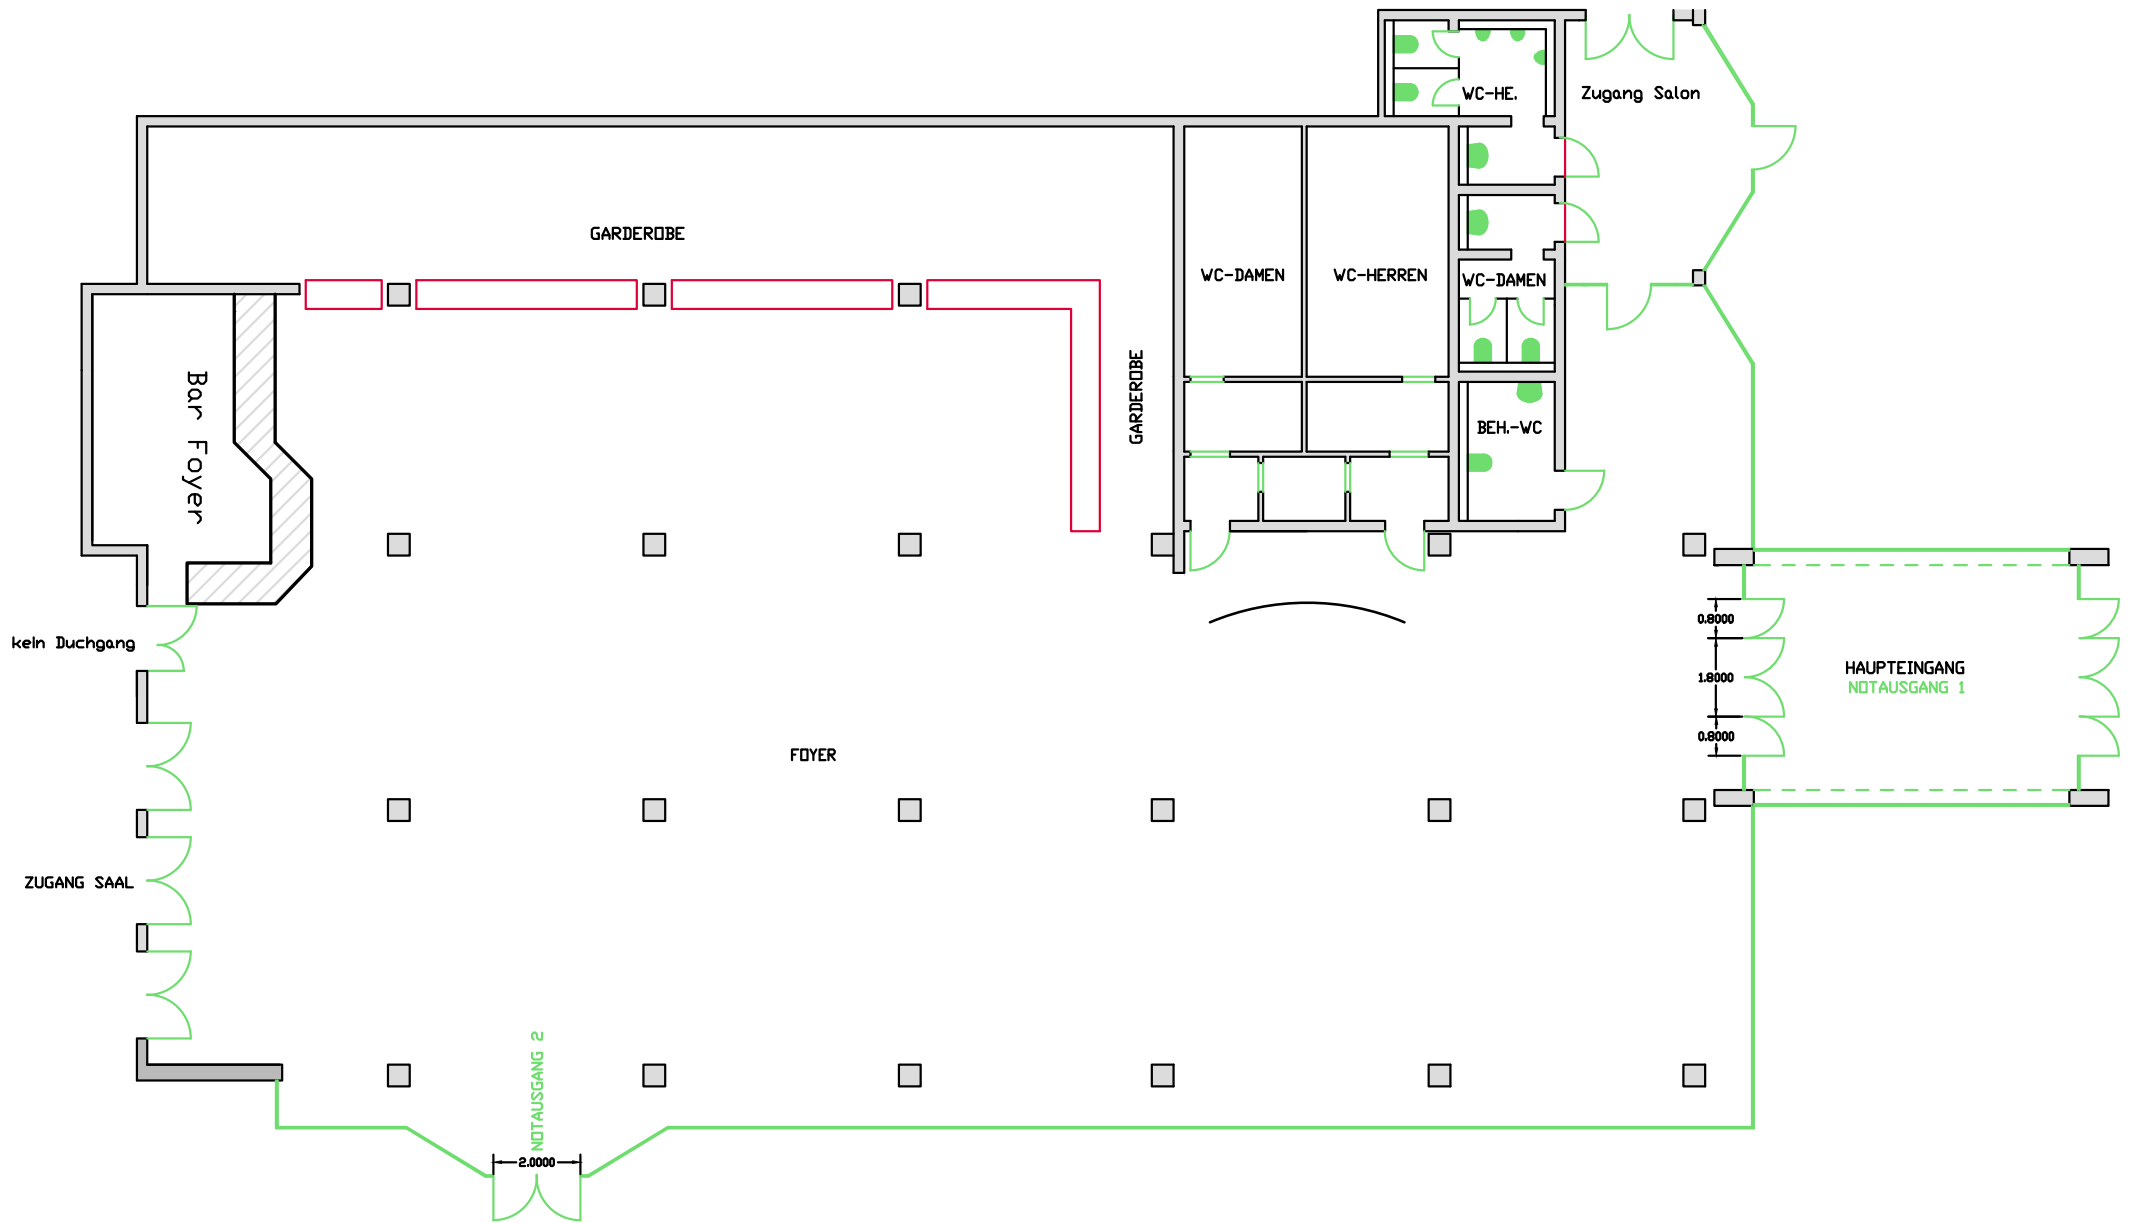 WC-HE.
Zugang Salon
GARDEROBE
WC-DAMEN
WC-HERREN
WC-DAMEN
GARDEROBE
Bar Foyer
BEH.-WC
0.8000
kein Duchgang
HAUPTEINGANG
1.8000
NOTAUSGANG 1
0.8000
FOYER
ZUGANG SAAL
NOTAUSGANG 2
2.0000